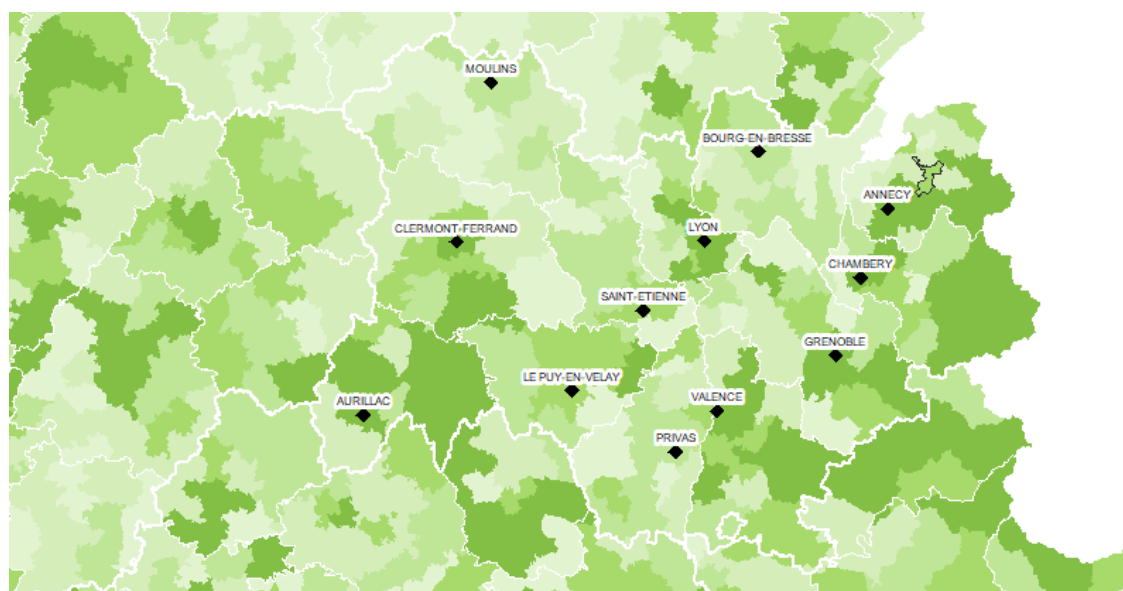 MOULINS
BOURG-EN-BRESSE
ANNECY
CLERMONT-FERRAND
LYON
CHAMBERY
SAINT-ETIENNE
GRENOBLE
LE PUY-EN-VELAY
AURILLAC
VALENCE
PRIVAS